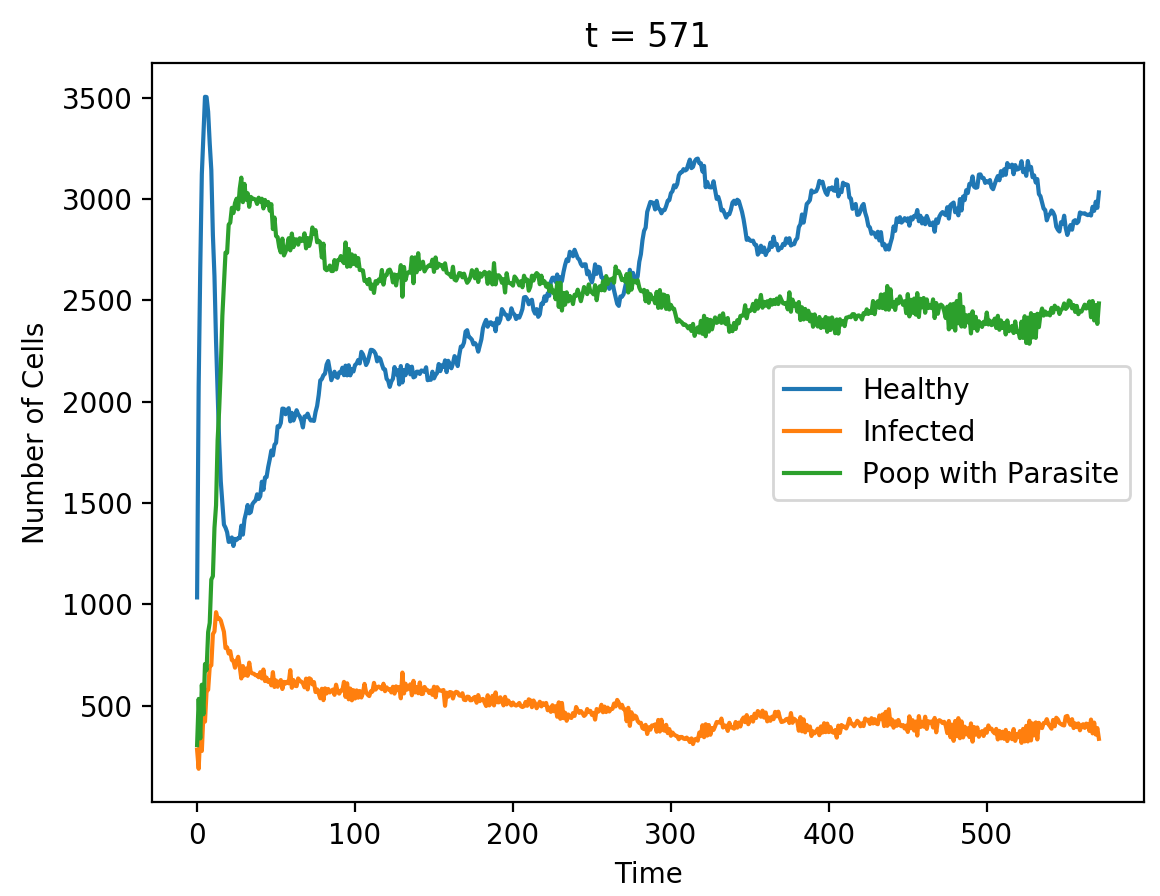 t = 571
3500
3000
2500
2000
1500
1000
500
Number of Cells
Healthy
Infected
Poop with Parasite
0 100 200 300 400 500
Time